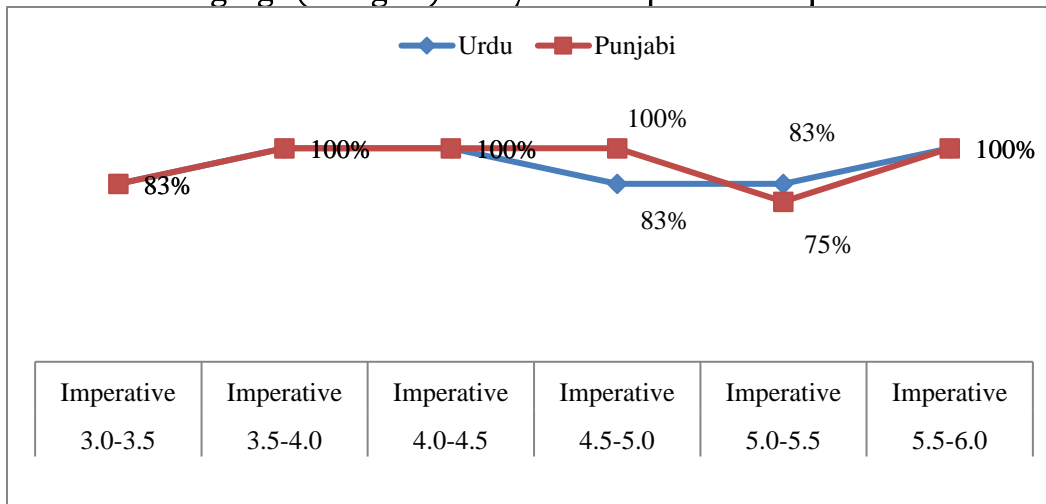 Urdu Punjabi
100% 83%
83% 100% 100% 100%
83% 75%
Imperative Imperative Imperative Imperative Imperative Imperative
3.0-3.5 3.5-4.0 4.0-4.5 4.5-5.0 5.0-5.5 5.5-6.0